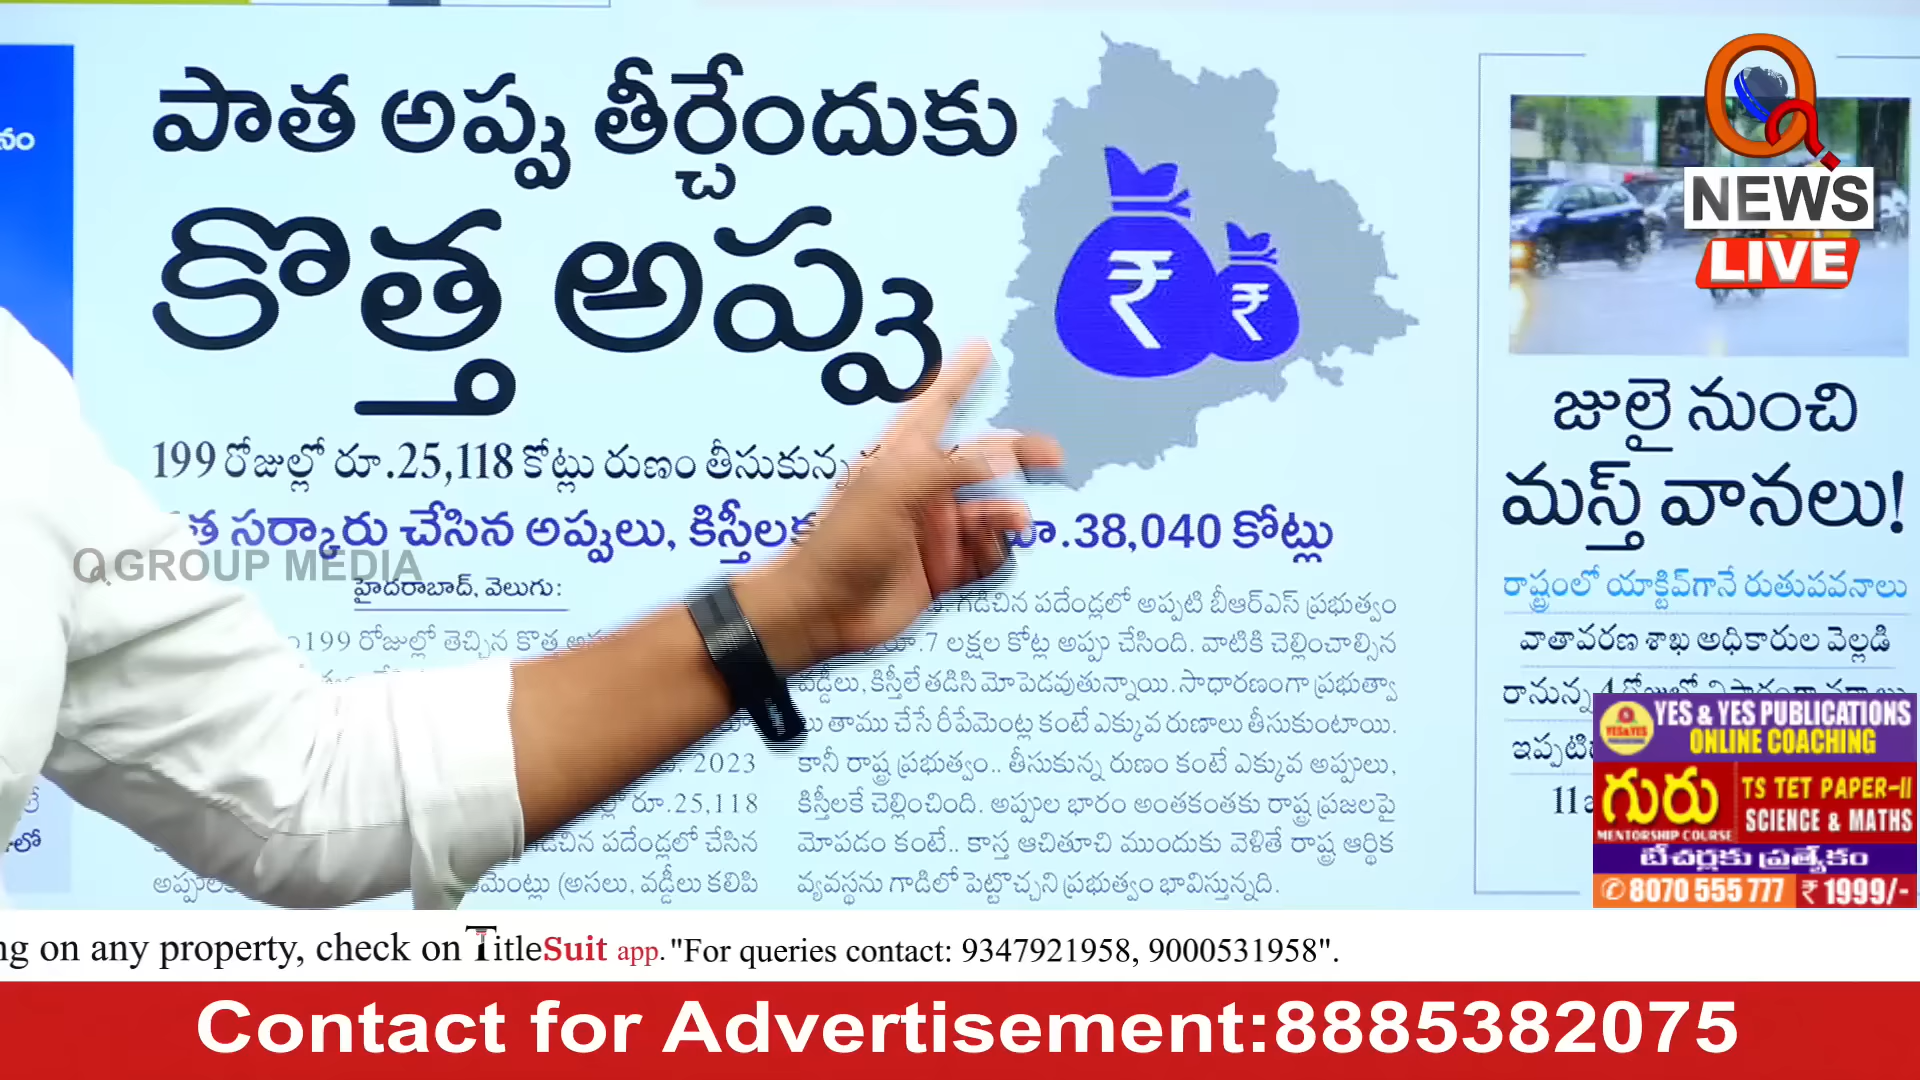 పాత అప్పు తీర్చేందుకు
కొత్త అప్పు
199 రోజుల్లో రూ.25,118 కోట్లు రుణం తీసుకున్న
సర్కారు చేసిన అప్పులు, కిస్తీలకు రూ.38,040 కోట్లు
హైదరాబాద్, వెలుగు:
199 రోజుల్లో తెచ్చిన కొత్త
2023
రూ.25,118
పదేండ్లలో చేసిన
(అసలు, వడ్డీలు కలిపి
గడిచిన పదేండ్లలో అప్పటి బీఆర్ఎస్ ప్రభుత్వం
రూ.7 లక్షల కోట్ల అప్పు చేసింది. వాటికి చెల్లించాల్సిన
వడ్డీలు, కిస్తీలే తడిసి మోపెడవుతున్నాయి. సాధారణంగా ప్రభుత్వా
లు తాము చేసే రీపేమెంట్ల కంటే ఎక్కువ రుణాలు తీసుకుంటాయి.
కానీ రాష్ట్ర ప్రభుత్వం.. తీసుకున్న రుణం కంటే ఎక్కువ అప్పులు,
కిస్తీలకే చెల్లించింది. అప్పుల భారం అంతకంతకు రాష్ట్ర ప్రజలపై
మోపడం కంటే.. కాస్త ఆచితూచి ముందుకు వెళితే రాష్ట్ర ఆర్థిక
వ్యవస్థను గాడిలో పెట్టొచ్చని ప్రభుత్వం భావిస్తున్నది.
జులై నుంచి
మస్త్ వానలు!
రాష్ట్రంలో యాక్టివ్‌గానే రుతుపవనాలు
వాతావరణ శాఖ అధికారుల వెల్లడి
రానున్న 4 రోజుల్లో
11
NEWS
LIVE
Q GROUP MEDIA
YES & YES PUBLICATIONS
ONLINE COACHING
గురు
MENTORSHIP COURSE
TS TET PAPER-II
SCIENCE & MATHS
టీచర్లకు ప్రత్యేకం
8070 555 777 ₹ 1999/-
ng on any property, check on TitleSuit app. "For queries contact: 9347921958, 9000531958".
Contact for Advertisement:8885382075